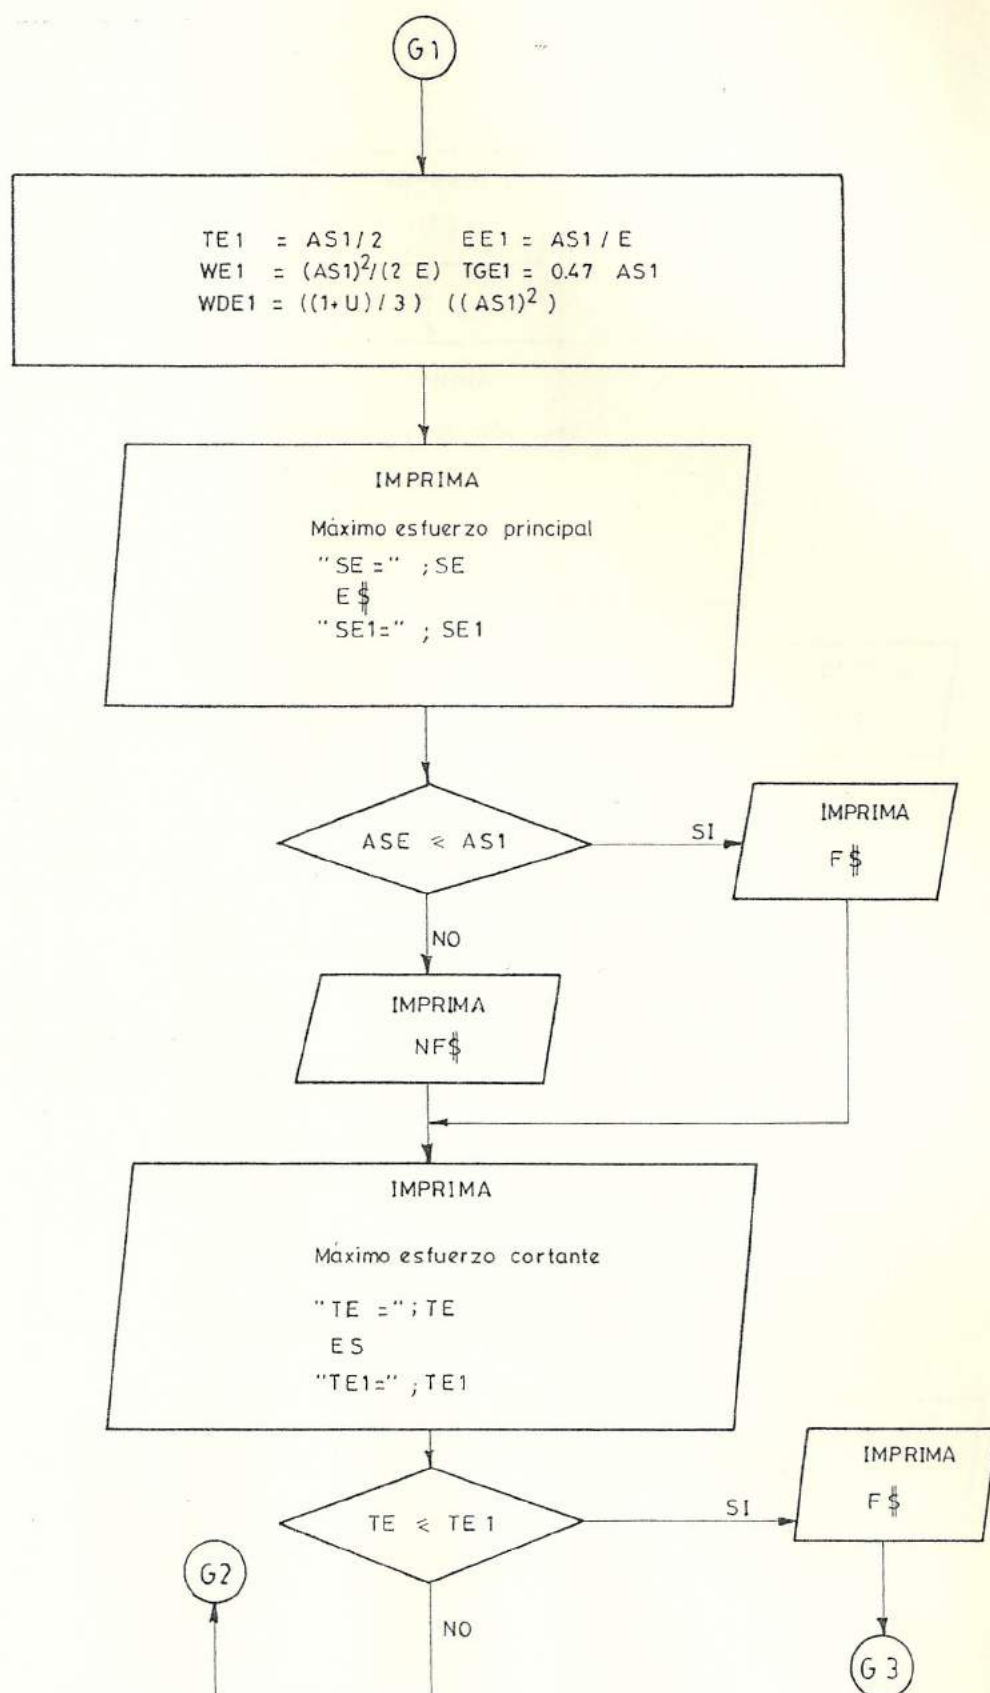 G1
TE1 = AS1/2 EE1 = AS1 / E
WE1 = (AS1)²/(2 E) TGE1 = 0.47 AS1
WDE1 = ((1+U)/3) ((AS1)²)
IMPRIMA
Máximo esfuerzo principal
"SE =" ; SE
E$
"SE1=" ; SE1
ASE ⩽ AS1
SI
IMPRIMA
F$
NO
IMPRIMA
NF$
IMPRIMA
Máximo esfuerzo cortante
"TE =" ; TE
ES
"TE1=" ; TE1
TE ⩽ TE1
SI
IMPRIMA
F$
G2
NO
G3